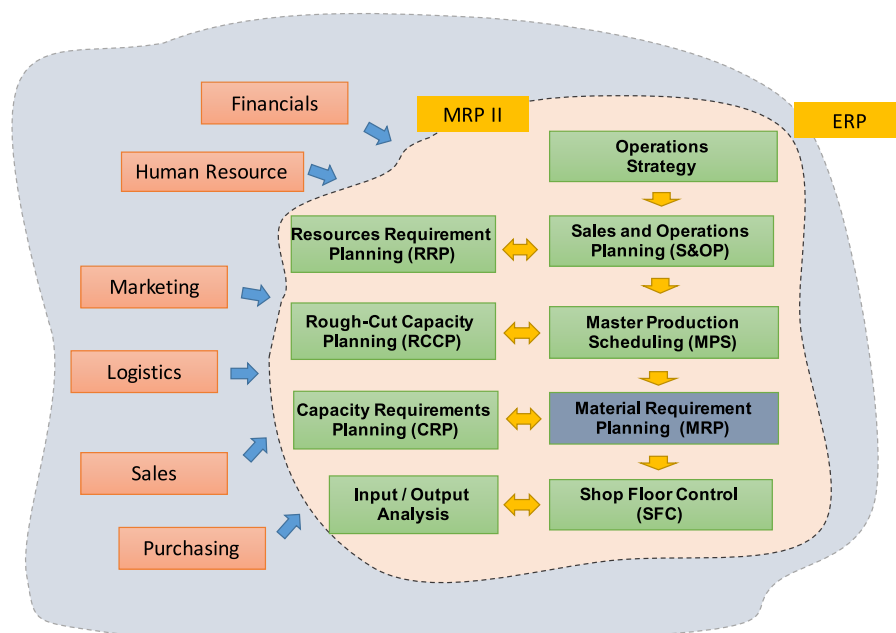 Financials
MRP II
ERP
Human Resource
Operations
Strategy
Resources Requirement
Planning (RRP)
Sales and Operations
Planning (S&OP)
Marketing
Rough-Cut Capacity
Planning (RCCP)
Master Production
Scheduling (MPS)
Logistics
Capacity Requirements
Planning (CRP)
Material Requirement
Planning (MRP)
Sales
Input / Output
Analysis
Shop Floor Control
(SFC)
Purchasing